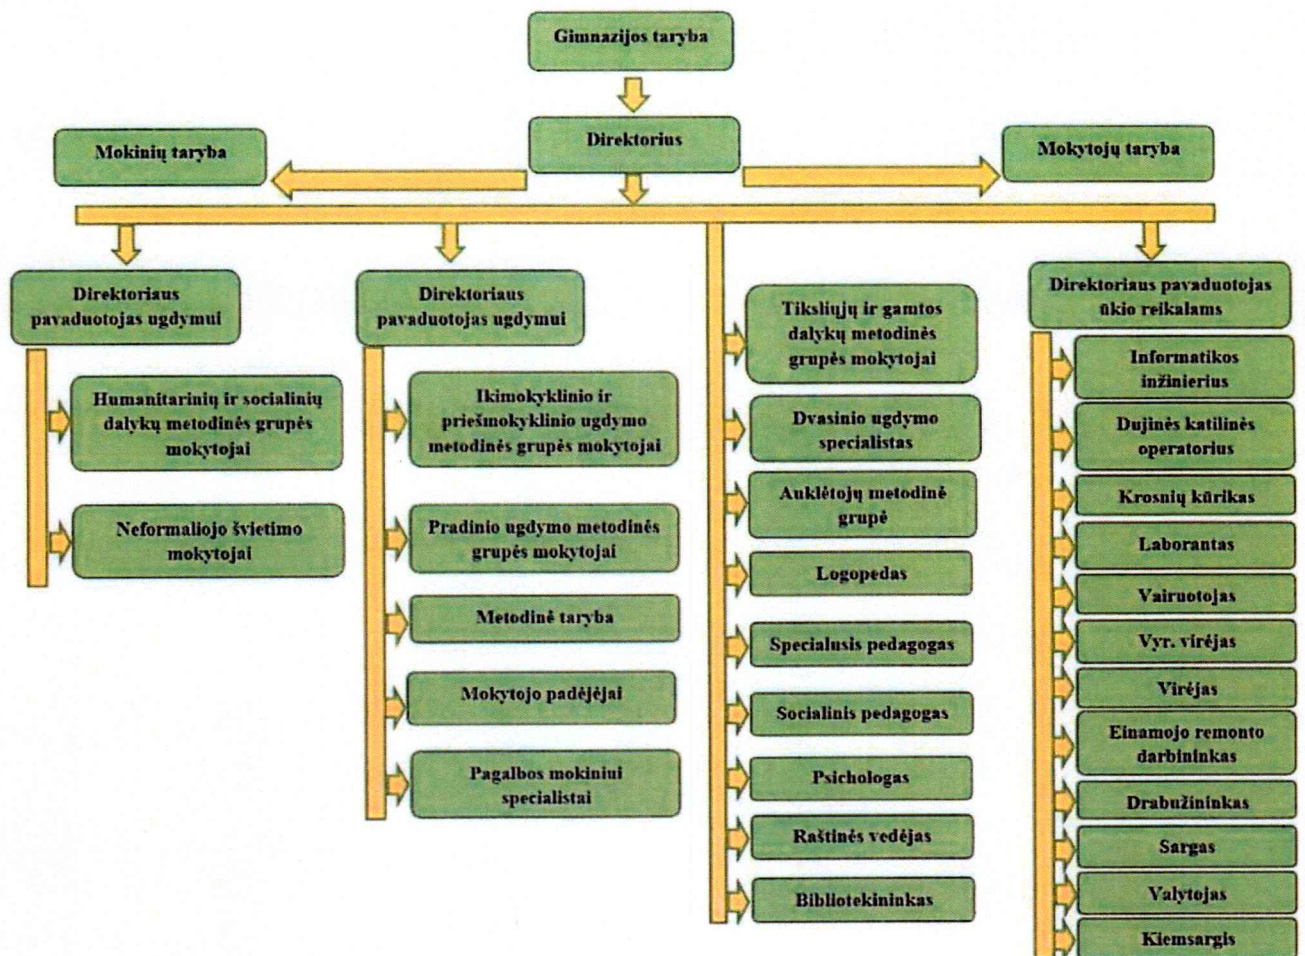 Gimnazijos taryba
Direktorius
Mokinių taryba
Mokytojų taryba
Direktoriaus
pavaduotojas ugdymui
Humanitarinių ir socialinių
dalykų metodinės grupės
mokytojai
Neformaliojo švietimo
mokytojai
Direktoriaus
pavaduotojas ugdymui
Ikimokyklinio ir
priešmokyklinio ugdymo
metodinės grupės mokytojai
Pradinio ugdymo metodinės
grupės mokytojai
Metodinė taryba
Mokytojo padėjėjai
Pagalbos mokiniui
specialistai
Tiksliųjų ir gamtos
dalykų metodinės
grupės mokytojai
Dvasinio ugdymo
specialistas
Auklėtojų metodinė
grupė
Logopedas
Specialusis pedagogas
Socialinis pedagogas
Psichologas
Raštinės vedėjas
Bibliotekininkas
Direktoriaus pavaduotojas
ūkio reikalams
Informatikos
inžinierius
Dujinės katilinės
operatorius
Krosnių kūrikas
Laborantas
Vairuotojas
Vyr. virėjas
Virėjas
Einamojo remonto
darbininkas
Drabužininkas
Sargas
Valytojas
Kiemsargis